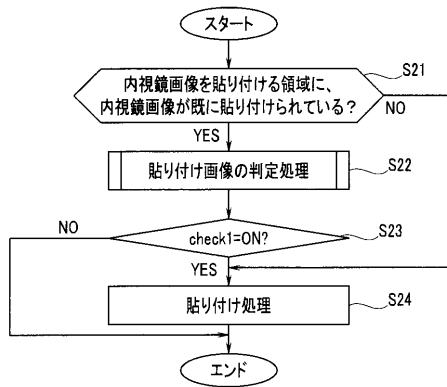 スタート
内視鏡画像を貼り付ける領域に、
内視鏡画像が既に貼り付けられている?
S21
NO
YES
貼り付け画像の判定処理
S22
NO
check1=ON?
S23
YES
貼り付け処理
S24
エンド